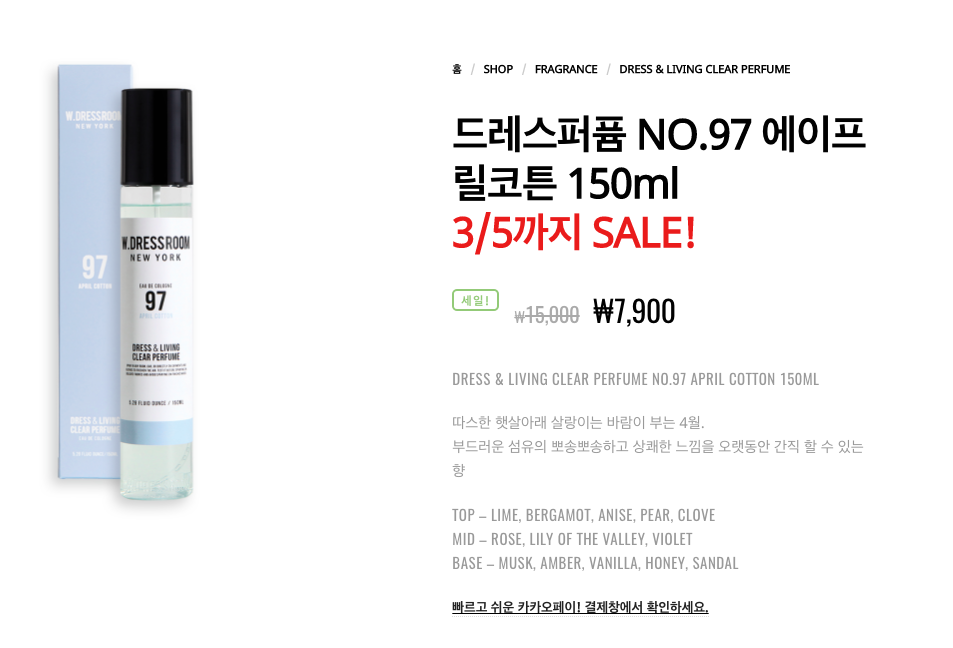 홈 / SHOP / FRAGRANCE / DRESS & LIVING CLEAR PERFUME
드레스퍼퓸 NO.97 에이프
릴코튼 150ml
3/5까지 SALE!
세일!
₩15,000 ₩7,900
DRESS & LIVING CLEAR PERFUME NO.97 APRIL COTTON 150ML
따스한 햇살아래 살랑이는 바람이 부는 4월.
부드러운 섬유의 뽀송뽀송하고 상쾌한 느낌을 오랫동안 간직 할 수 있는
향
TOP – LIME, BERGAMOT, ANISE, PEAR, CLOVE
MID – ROSE, LILY OF THE VALLEY, VIOLET
BASE – MUSK, AMBER, VANILLA, HONEY, SANDAL
빠르고 쉬운 카카오페이! 결제창에서 확인하세요.
W.DRESSROOM
NEW YORK
97
APRIL COTTON
DRESS & LIVING
CLEAR PERFUME
W.DRESSROOM
NEW YORK
EAU DE COLOGNE
97
APRIL COTTON
DRESS & LIVING
CLEAR PERFUME